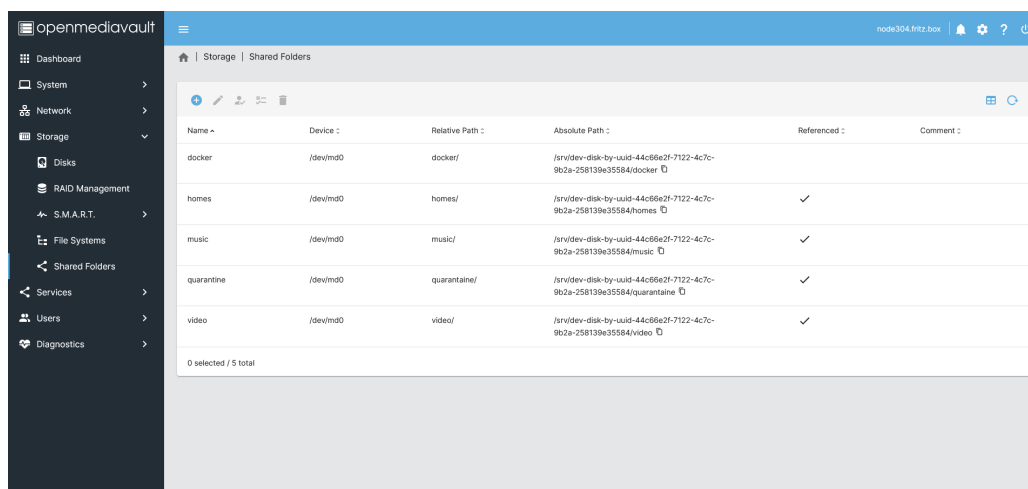 openmediavault
node304.fritz.box
Dashboard
System
Network
Storage
Disks
RAID Management
S.M.A.R.T.
File Systems
Shared Folders
Services
Users
Diagnostics
| Storage | Shared Folders
Name Device Relative Path Absolute Path Referenced Comment
docker /dev/md0 docker/ /srv/dev-disk-by-uuid-44c66e2f-7122-4c7c-
9b2a-258139e35584/docker
homes /dev/md0 homes/ /srv/dev-disk-by-uuid-44c66e2f-7122-4c7c-
9b2a-258139e35584/homes
music /dev/md0 music/ /srv/dev-disk-by-uuid-44c66e2f-7122-4c7c-
9b2a-258139e35584/music
quarantine /dev/md0 quarantaine/ /srv/dev-disk-by-uuid-44c66e2f-7122-4c7c-
9b2a-258139e35584/quarantaine
video /dev/md0 video/ /srv/dev-disk-by-uuid-44c66e2f-7122-4c7c-
9b2a-258139e35584/video
0 selected / 5 total